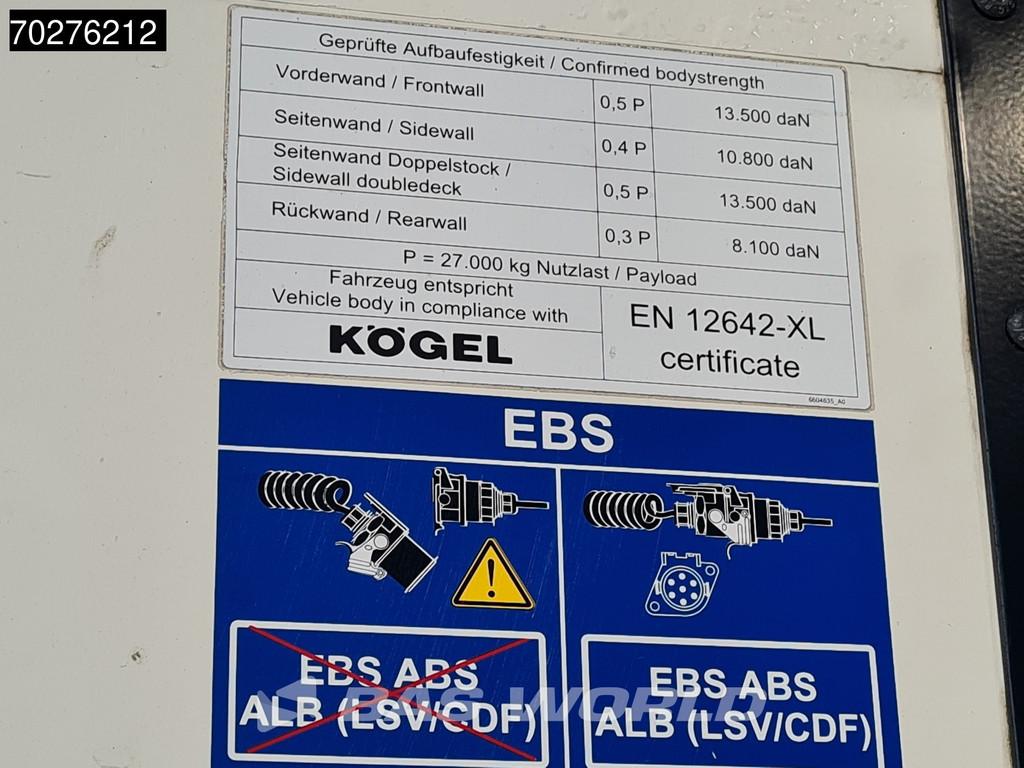 70276212
Geprüfte Aufbaufestigkeit / Confirmed bodystrength
Vorderwand / Frontwall 0,5 P 13.500 daN
Seitenwand / Sidewall 0,4 P 10.800 daN
Seitenwand Doppelstock /
Sidewall doubledeck 0,5 P 13.500 daN
Rückwand / Rearwall 0,3 P 8.100 daN
P = 27.000 kg Nutzlast / Payload
Fahrzeug entspricht
Vehicle body in compliance with
KÖGEL
EN 12642-XL
certificate
6604635_AG
EBS
EBS ABS
ALB (LSV/CDF)
EBS ABS
ALB (LSV/CDF)
BAS WORLD